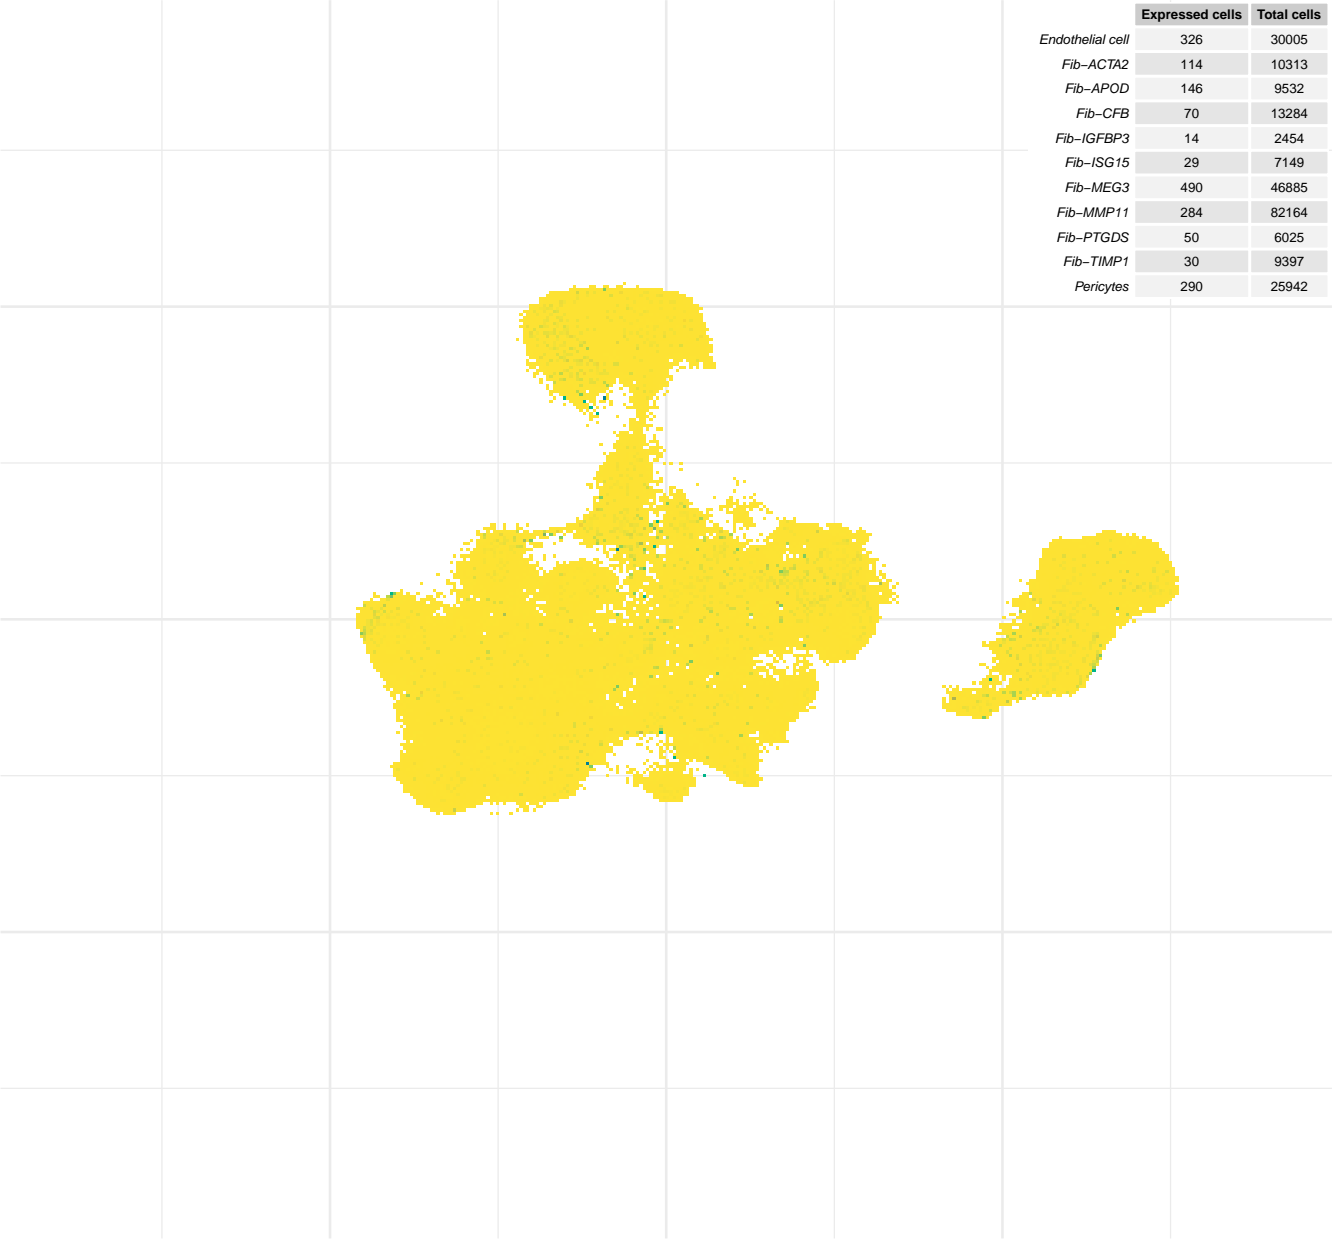 Expressed cells Total cells
Endothelial cell 326 30005
Fib−ACTA2 114 10313
Fib−APOD 146 9532
Fib−CFB 70 13284
Fib−IGFBP3 14 2454
Fib−ISG15 29 7149
Fib−MEG3 490 46885
Fib−MMP11 284 82164
Fib−PTGDS 50 6025
Fib−TIMP1 30 9397
Pericytes 290 25942